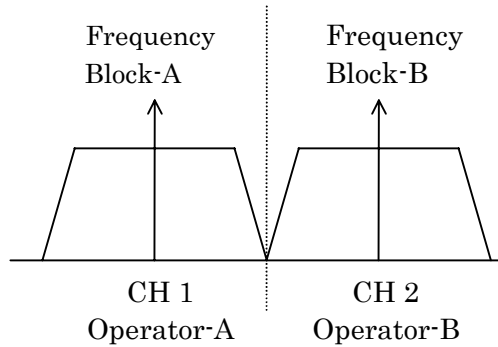 Frequency
Block-A
Frequency
Block-B
CH 1
Operator-A
CH 2
Operator-B